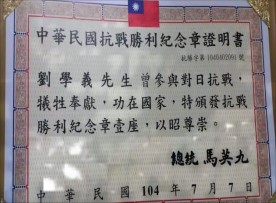 中華民國抗戰勝利紀念章證明書
劉學義先生曾參與對日抗戰，
犧牲奉獻，功在國家，特頒發抗戰
勝利紀念章壹座，以昭尊崇。
總統 馬英九
中華民國 104 年 7 月 7 日